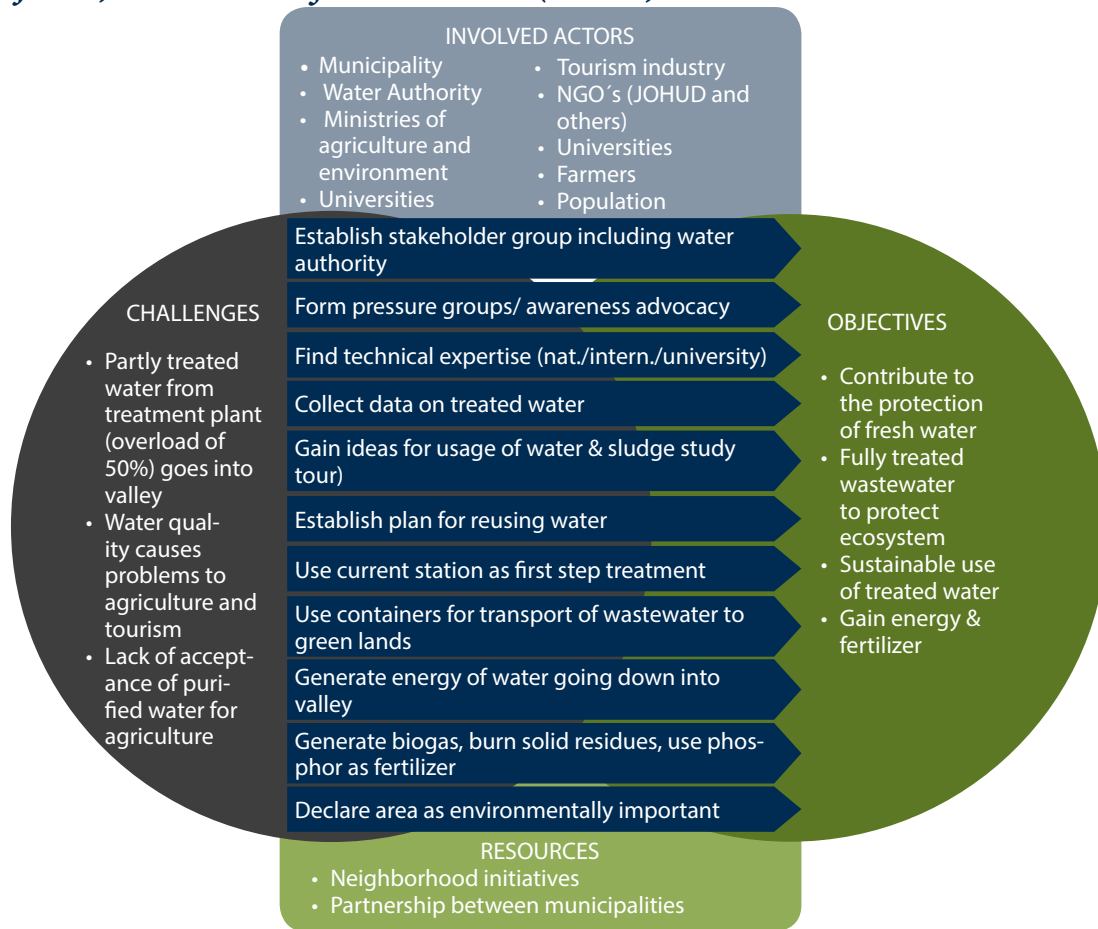 INVOLVED ACTORS
• Municipality
• Water Authority
• Ministries of
agriculture and
environment
• Universities
• Tourism industry
• NGO´s (JOHUD and
others)
• Universities
• Farmers
• Population
CHALLENGES
• Partly treated
water from
treatment plant
(overload of
50%) goes into
valley
• Water qual-
ity causes
problems to
agriculture and
tourism
• Lack of accept-
ance of puri-
fied water for
agriculture
Establish stakeholder group including water
authority
Form pressure groups/ awareness advocacy
Find technical expertise (nat./intern./university)
Collect data on treated water
Gain ideas for usage of water & sludge study
tour)
Establish plan for reusing water
Use current station as first step treatment
Use containers for transport of wastewater to
green lands
Generate energy of water going down into
valley
Generate biogas, burn solid residues, use phos-
phor as fertilizer
Declare area as environmentally important
OBJECTIVES
• Contribute to
the protection
of fresh water
• Fully treated
wastewater
to protect
ecosystem
• Sustainable use
of treated water
• Gain energy &
fertilizer
RESOURCES
• Neighborhood initiatives
• Partnership between municipalities